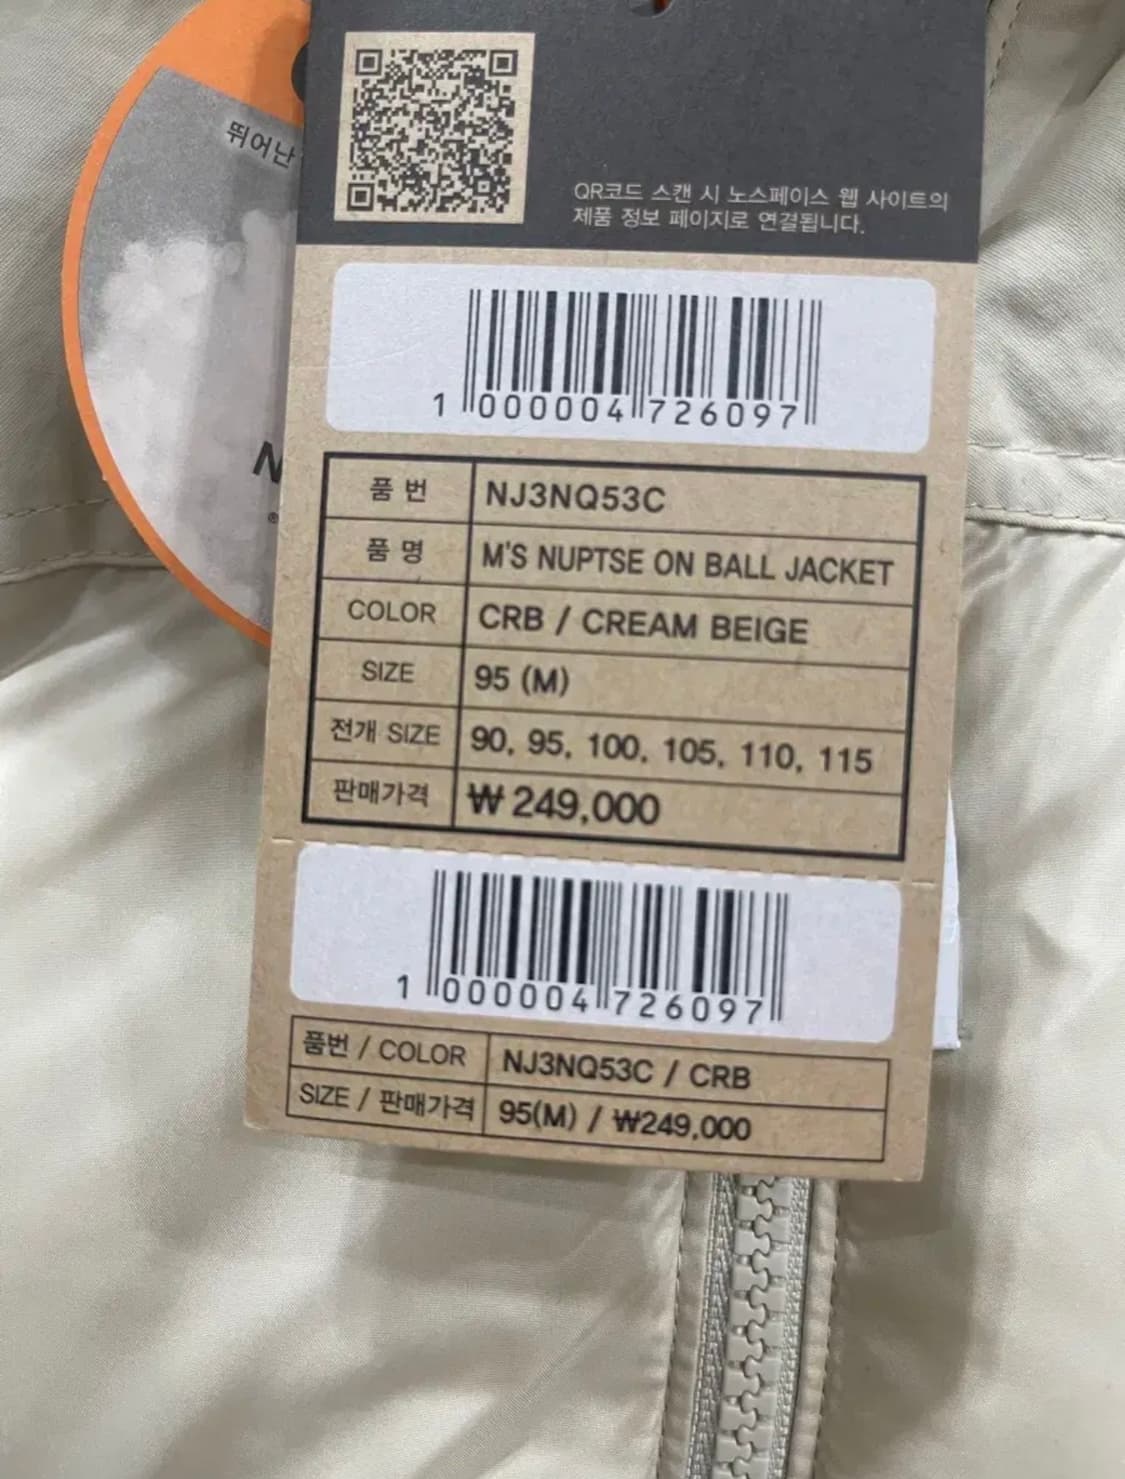 뛰어난
QR코드 스캔 시 노스페이스 웹 사이트의
제품 정보 페이지로 연결됩니다.
1 000004 726097
품 번 NJ3NQ53C
품 명 M'S NUPTSE ON BALL JACKET
COLOR CRB / CREAM BEIGE
SIZE 95 (M)
전개 SIZE 90, 95, 100, 105, 110, 115
판매가격 ₩ 249,000
N
®
1 000004 726097
품번 / COLOR NJ3NQ53C / CRB
SIZE / 판매가격 95(M) / ₩249,000